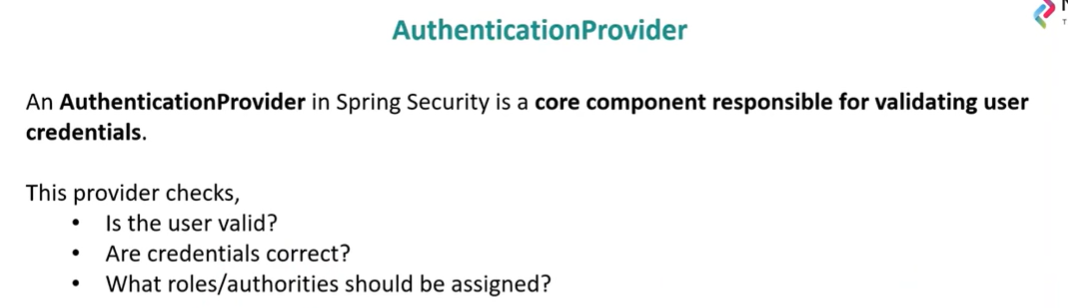 AuthenticationProvider
An AuthenticationProvider in Spring Security is a core component responsible for validating user
credentials.
This provider checks,
• Is the user valid?
• Are credentials correct?
• What roles/authorities should be assigned?